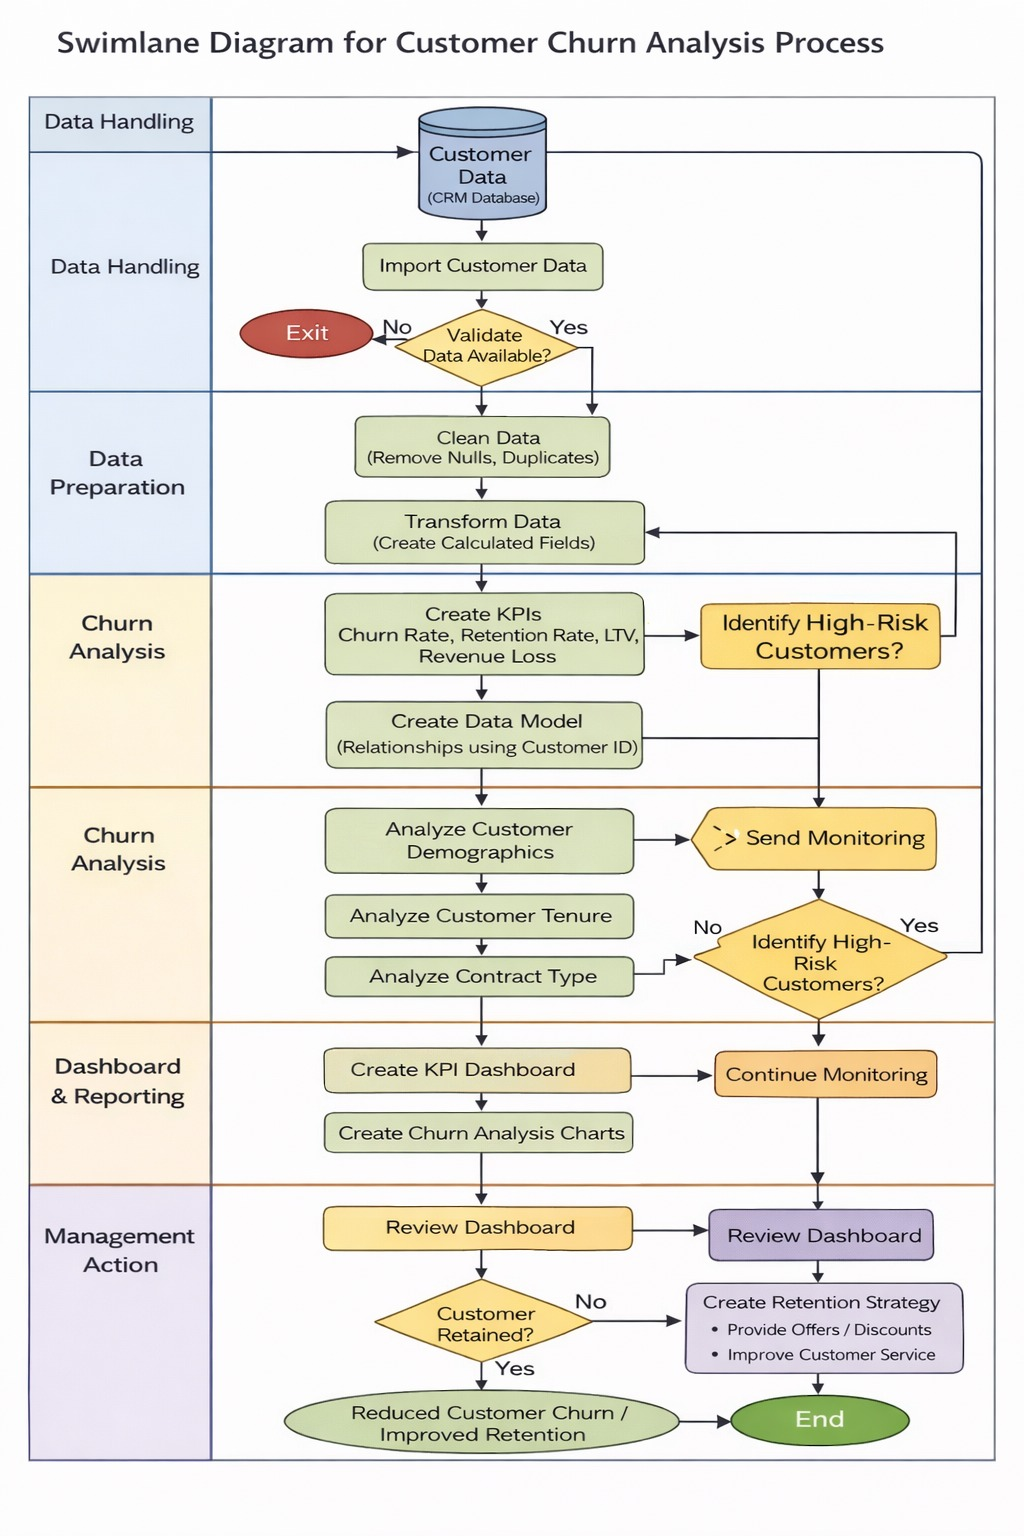 Swimlane Diagram for Customer Churn Analysis Process
Data Handling
Customer
Data
(CRM Database)
Data Handling
Import Customer Data
Exit
No
Validate
Data Available?
Yes
Data
Preparation
Clean Data
(Remove Nulls, Duplicates)
Transform Data
(Create Calculated Fields)
Churn
Analysis
Create KPIs
Churn Rate, Retention Rate, LTV,
Revenue Loss
Identify High-Risk
Customers?
Create Data Model
(Relationships using Customer ID)
Churn
Analysis
Analyze Customer
Demographics
Send Monitoring
Analyze Customer Tenure
No
Yes
Identify High-
Risk
Customers?
Analyze Contract Type
Dashboard
& Reporting
Create KPI Dashboard
Continue Monitoring
Create Churn Analysis Charts
Management
Action
Review Dashboard
Review Dashboard
Customer
Retained?
No
Yes
Create Retention Strategy
• Provide Offers / Discounts
• Improve Customer Service
Reduced Customer Churn /
Improved Retention
End